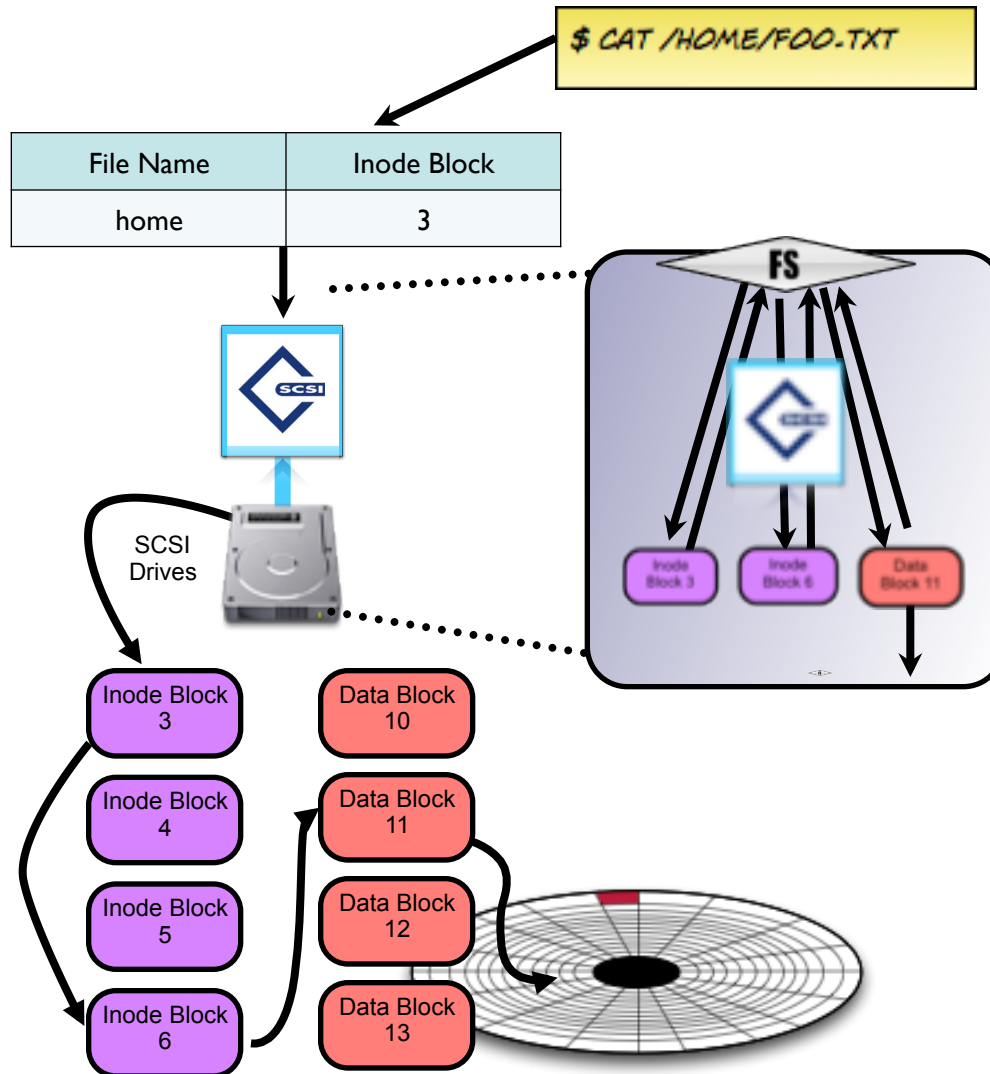 $ CAT /HOME/FOO.TXT
File Name Inode Block
home 3
FS
SCSI
SCSI
Inode
Block 3
Inode
Block 6
Data
Block 11
SCSI
Drives
Inode Block
3
Data Block
10
Inode Block
4
Data Block
11
Inode Block
5
Data Block
12
Inode Block
6
Data Block
13